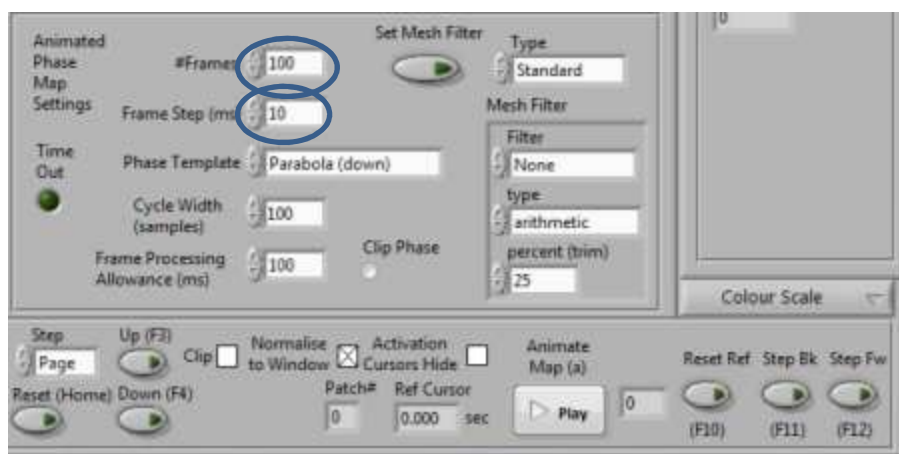 0
Animated
Phase
Map
Settings
#Frames 100
Set Mesh Filter
Type
Standard
Frame Step (ms 10
Mesh Filter
Filter
None
Time
Out
Phase Template Parabola (down)
type
arithmetic
Cycle Width
(samples)
100
Clip Phase
percent (trim)
25
Frame Processing
Allowance (ms)
100
Colour Scale
Step
Page
Up (F3)
Clip
Normalise
to Window
Activation
Cursors Hide
Animate
Map (a)
Play
0
Reset Ref Step Bk Step Fw
Reset (Home) Down (F4)
Patch# Ref Cursor
0 0.000 sec
(F10) (F11) (F12)